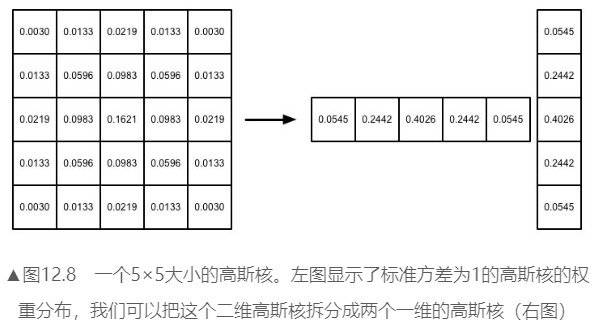 0.0030 0.0133 0.0219 0.0133 0.0030
0.0133 0.0596 0.0983 0.0596 0.0133
0.0219 0.0983 0.1621 0.0983 0.0219
0.0133 0.0596 0.0983 0.0596 0.0133
0.0030 0.0133 0.0219 0.0133 0.0030
0.0545 0.2442 0.4026 0.2442 0.0545
0.0545
0.2442
0.4026
0.2442
0.0545
▲图12.8 一个5×5大小的高斯核。左图显示了标准方差为1的高斯核的权
重分布，我们可以把这个二维高斯核拆分成两个一维的高斯核（右图）